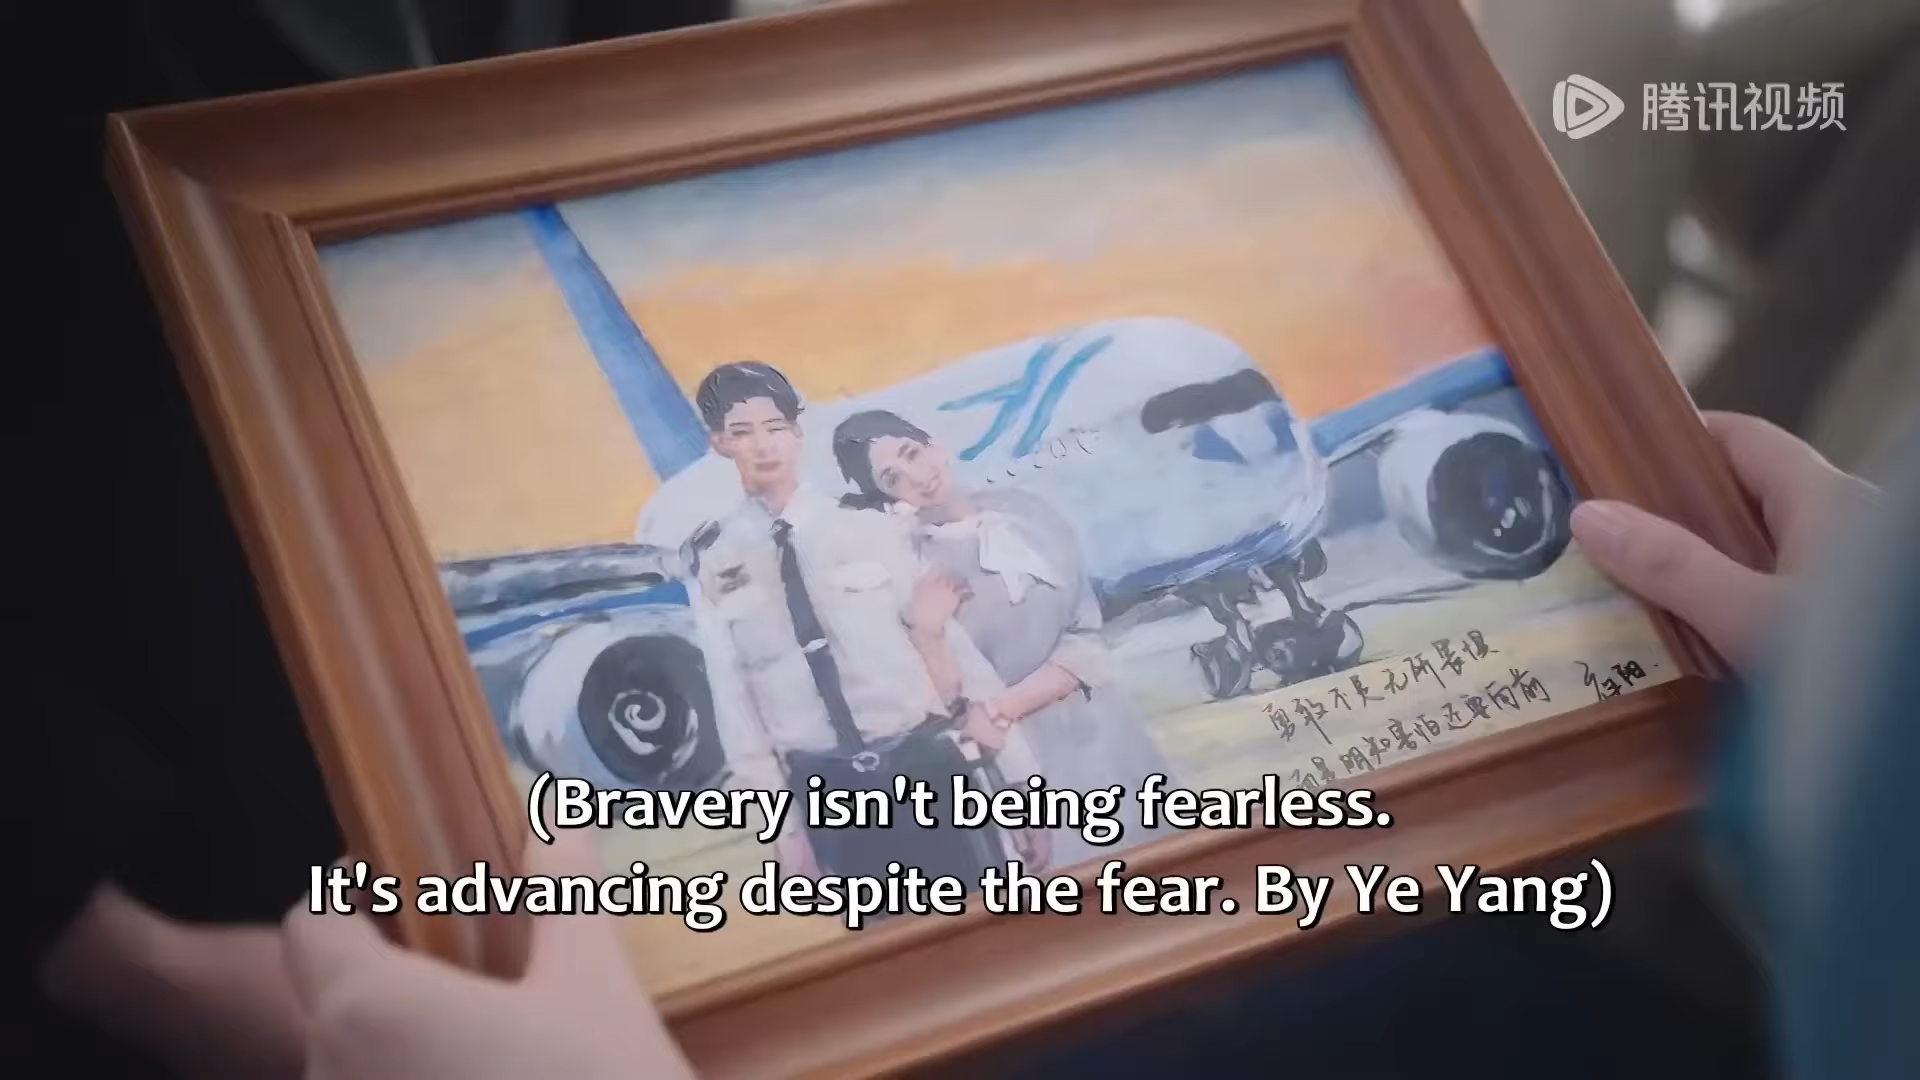 腾讯视频
勇敢不是无所畏惧
而是明知害怕还要向前
(Bravery isn't being fearless.
It's advancing despite the fear. By Ye Yang)